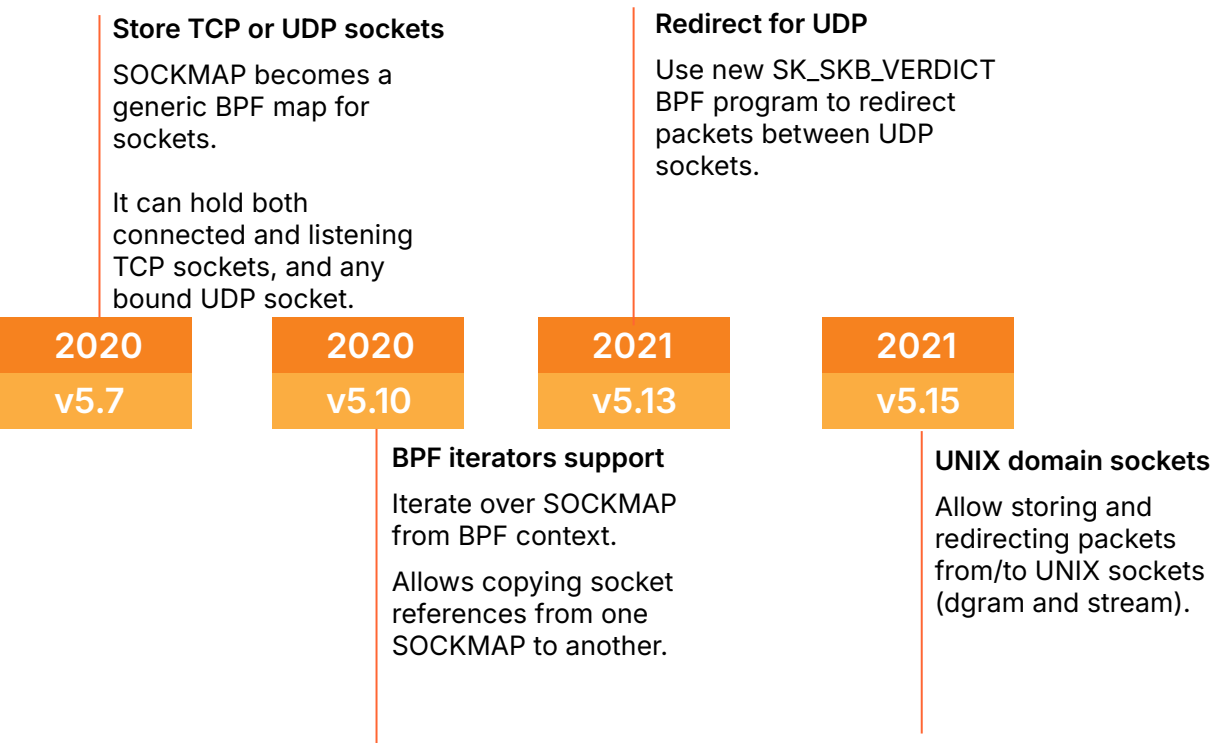 Store TCP or UDP sockets
SOCKMAP becomes a
generic BPF map for
sockets.
It can hold both
connected and listening
TCP sockets, and any
bound UDP socket.
Redirect for UDP
Use new SK_SKB_VERDICT
BPF program to redirect
packets between UDP
sockets.
2020
v5.7
2020
v5.10
2021
v5.13
2021
v5.15
BPF iterators support
Iterate over SOCKMAP
from BPF context.
Allows copying socket
references from one
SOCKMAP to another.
UNIX domain sockets
Allow storing and
redirecting packets
from/to UNIX sockets
(dgram and stream).